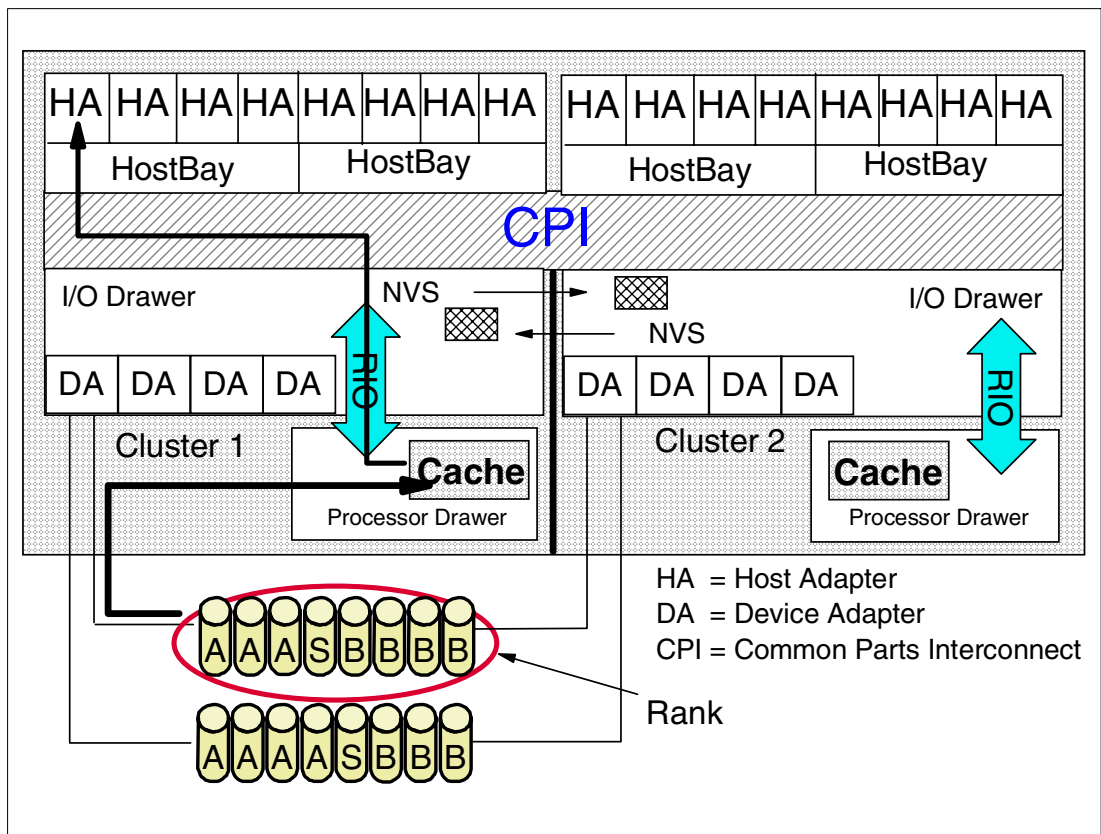 HA HA HA HA HA HA HA HA HA HA HA HA HA HA HA HA
HostBay HostBay HostBay HostBay
CPI
I/O Drawer NVS I/O Drawer
NVS
RIO RIO
DA DA DA DA DA DA DA DA
Cluster 1 Cluster 2
Cache Cache
Processor Drawer Processor Drawer
HA = Host Adapter
DA = Device Adapter
CPI = Common Parts Interconnect
A A A S B B B B
Rank
A A A A S B B B